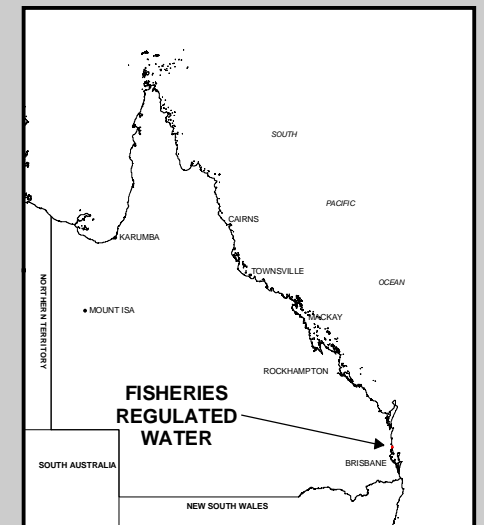 SOUTH
PACIFIC
OCEAN
CAIRNS
KARUMBA
TOWNSVILLE
MOUNT ISA
MACKAY
NORTHERN TERRITORY
ROCKHAMPTON
FISHERIES
REGULATED
WATER
BRISBANE
SOUTH AUSTRALIA
NEW SOUTH WALES